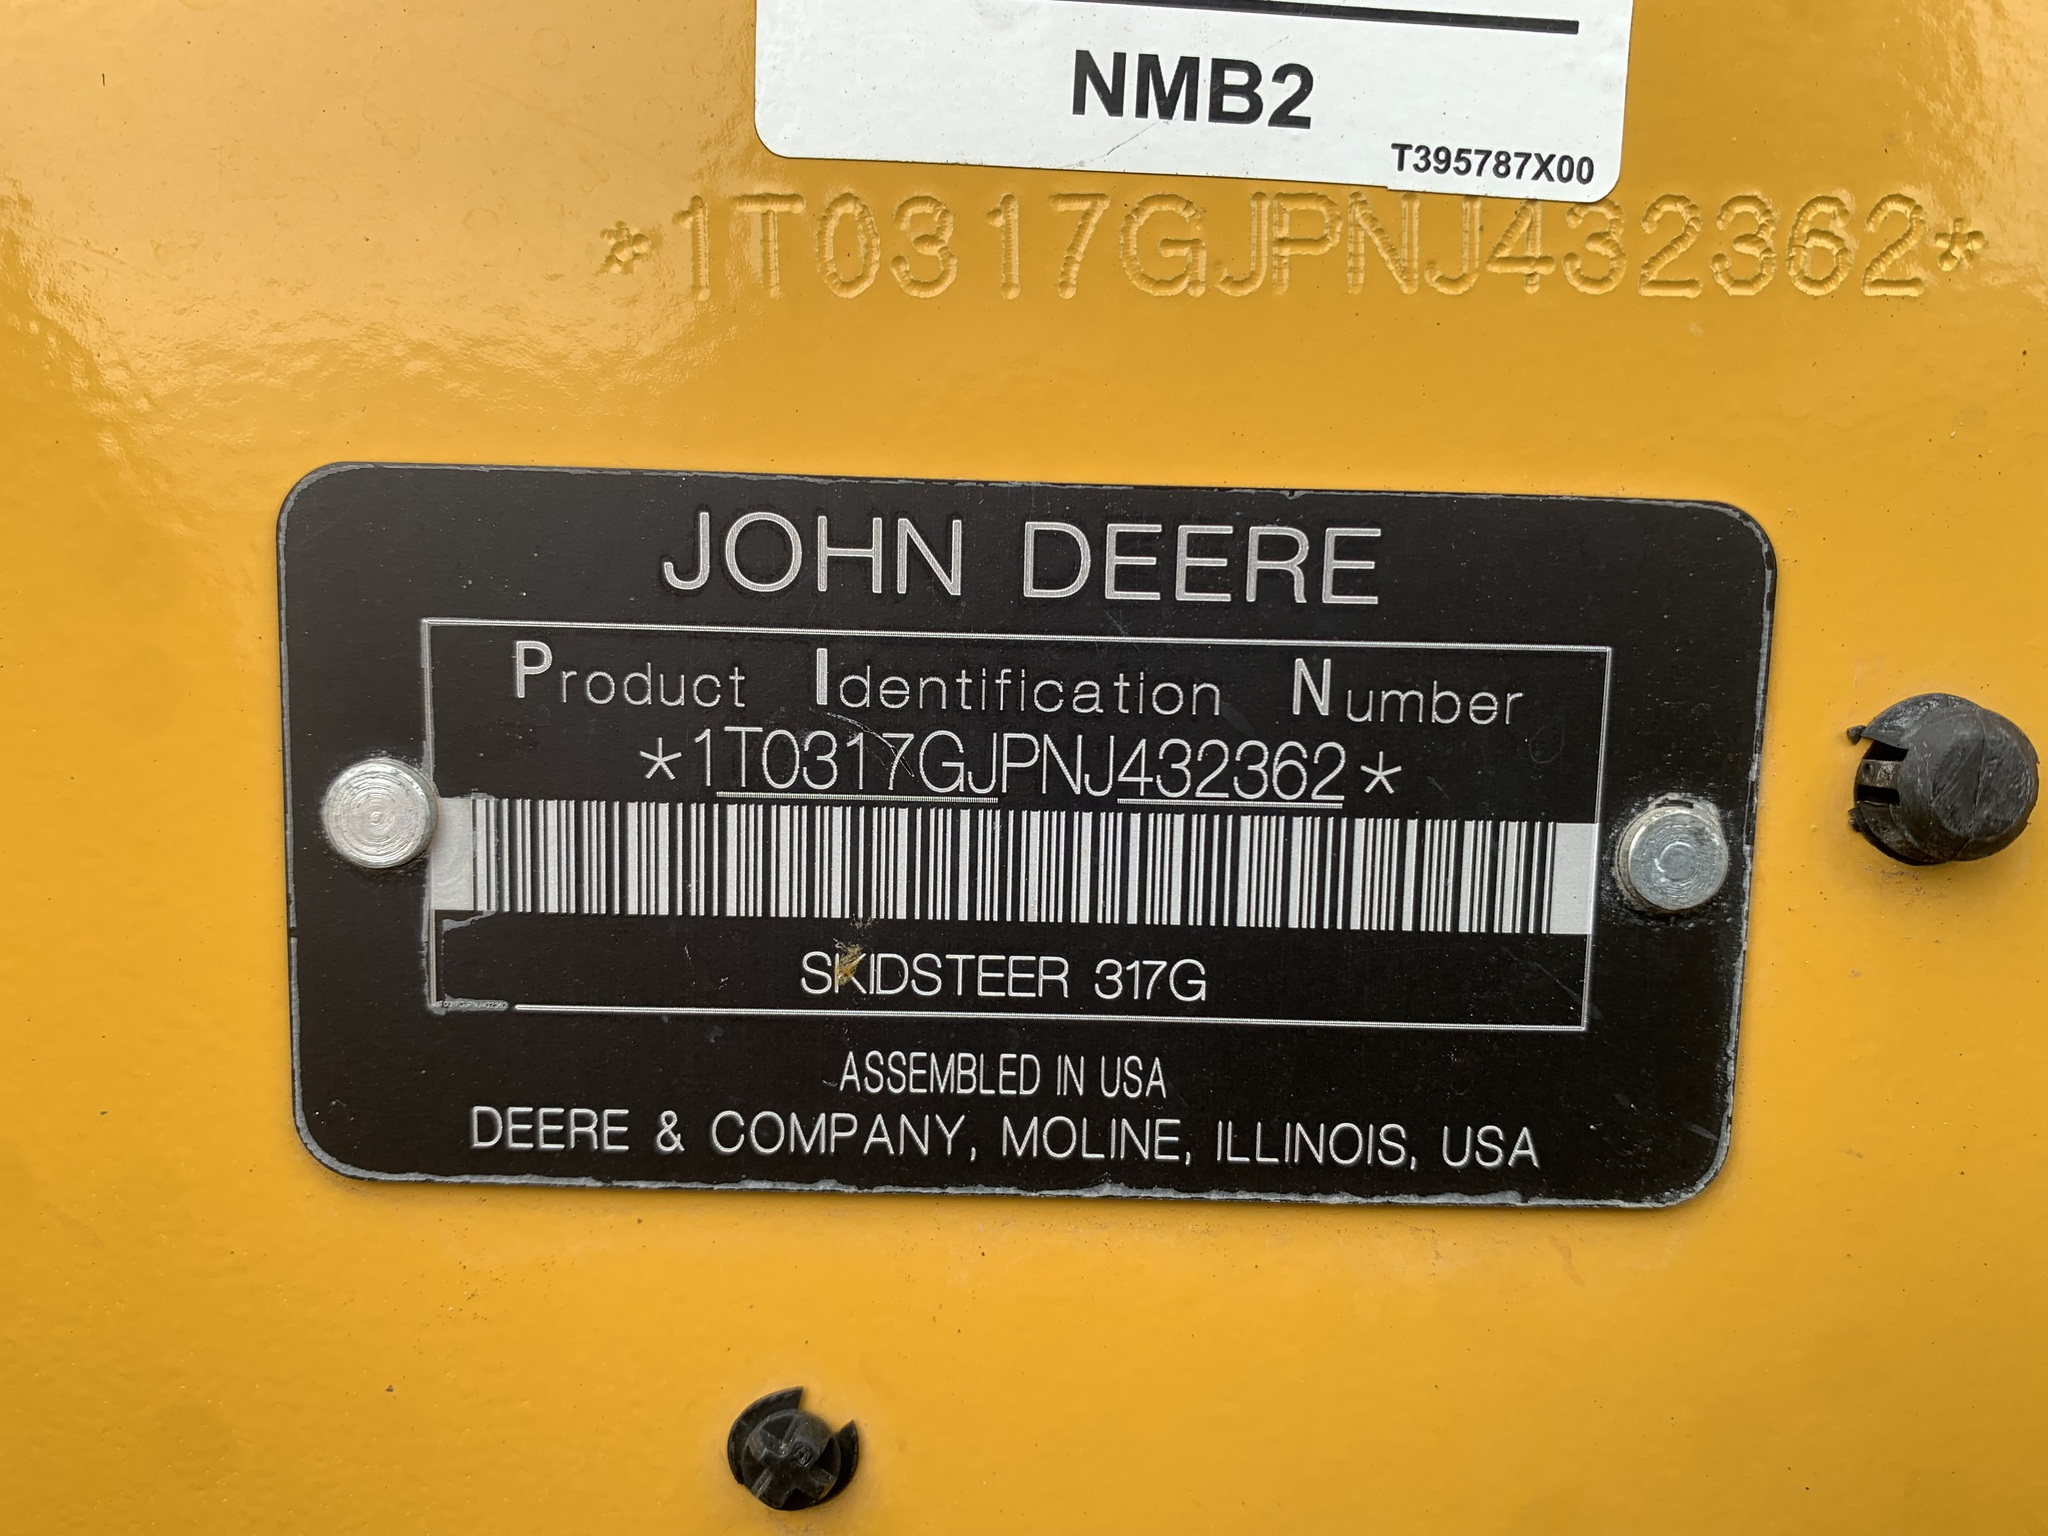 NMB2
T395787X00
*1T0317GJPNJ432362*
JOHN DEERE
Product Identification Number
*1T0317GJPNJ432362*
SKIDSTEER 317G
1T0317GJPNJ432362
ASSEMBLED IN USA
DEERE & COMPANY, MOLINE, ILLINOIS, USA